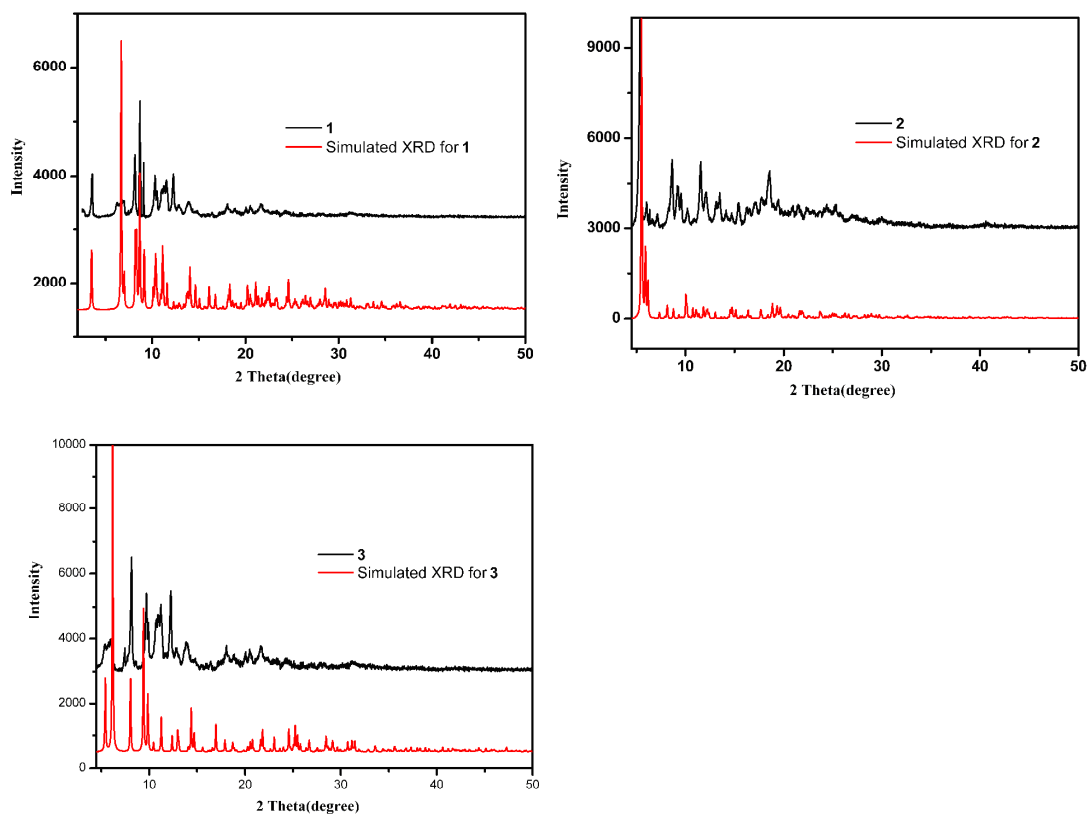 6000
4000
2000
Intensity
1
Simulated XRD for 1
10 20 30 40 50
2 Theta(degree)
9000
6000
3000
0
Intensity
2
Simulated XRD for 2
10 20 30 40 50
2 Theta(degree)
10000
8000
6000
4000
2000
0
Intensity
3
Simulated XRD for 3
10 20 30 40 50
2 Theta(degree)